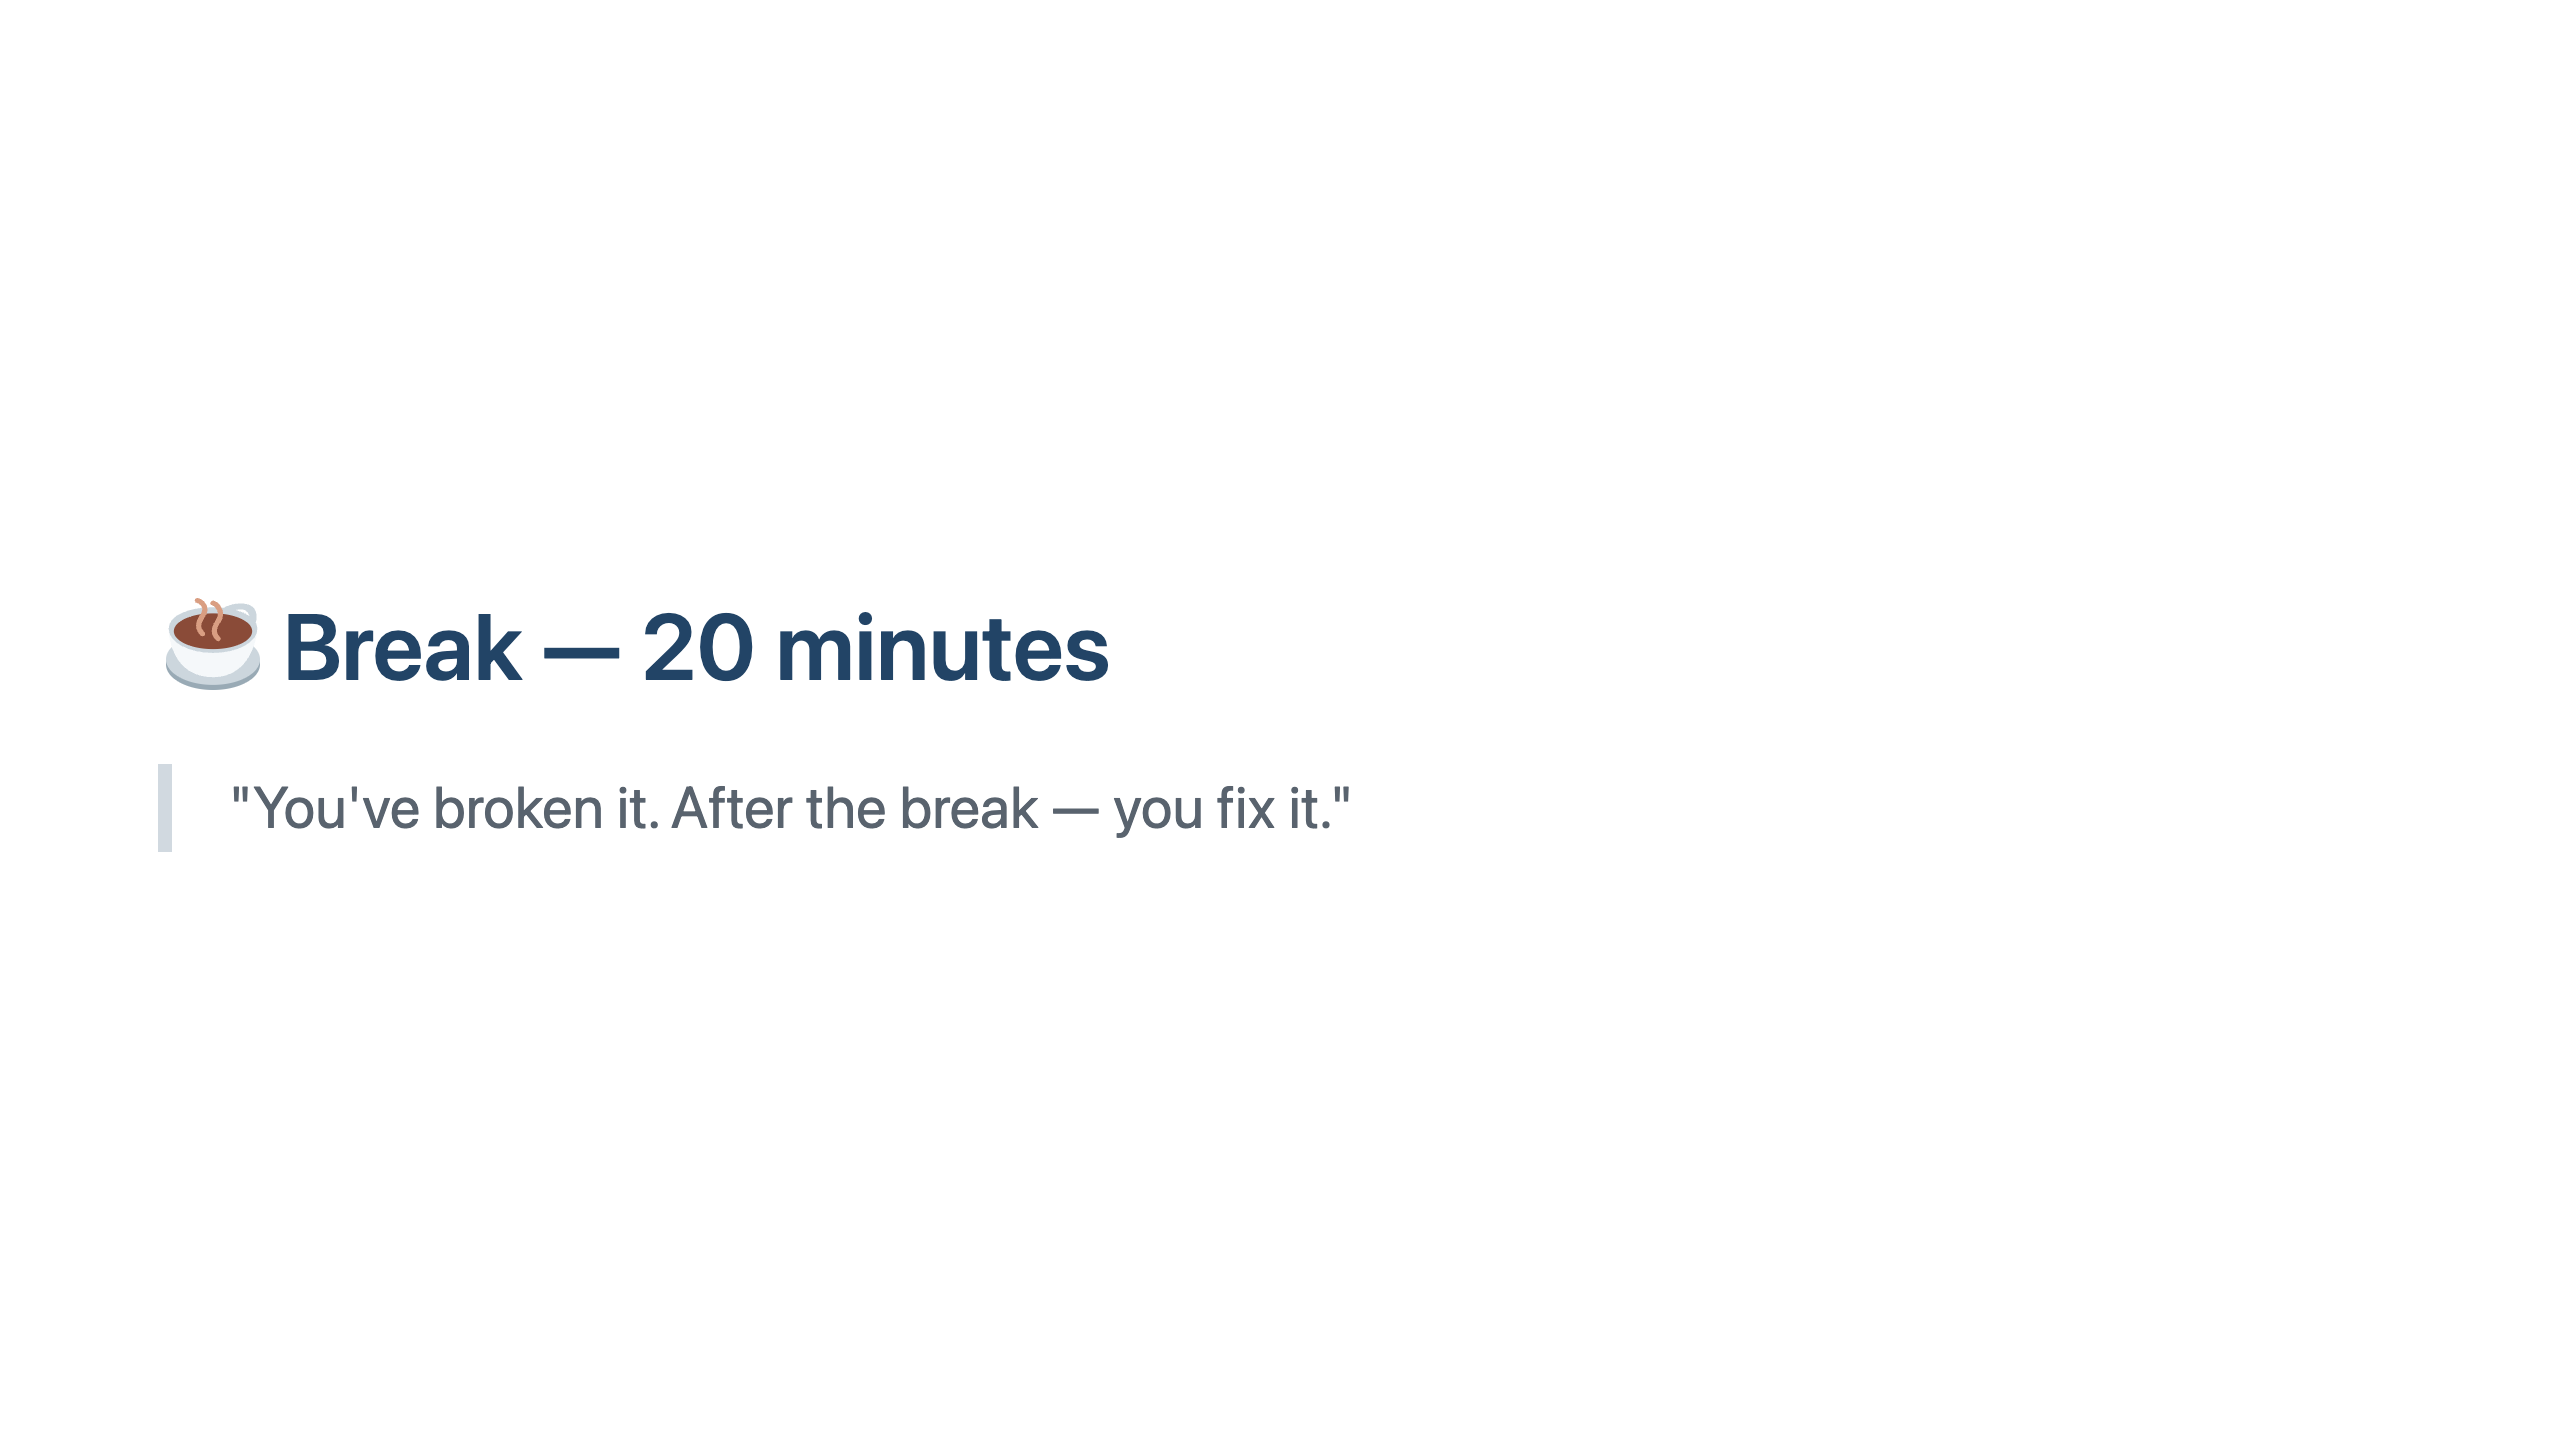 ☕ Break — 20 minutes
"You've broken it. After the break — you fix it."